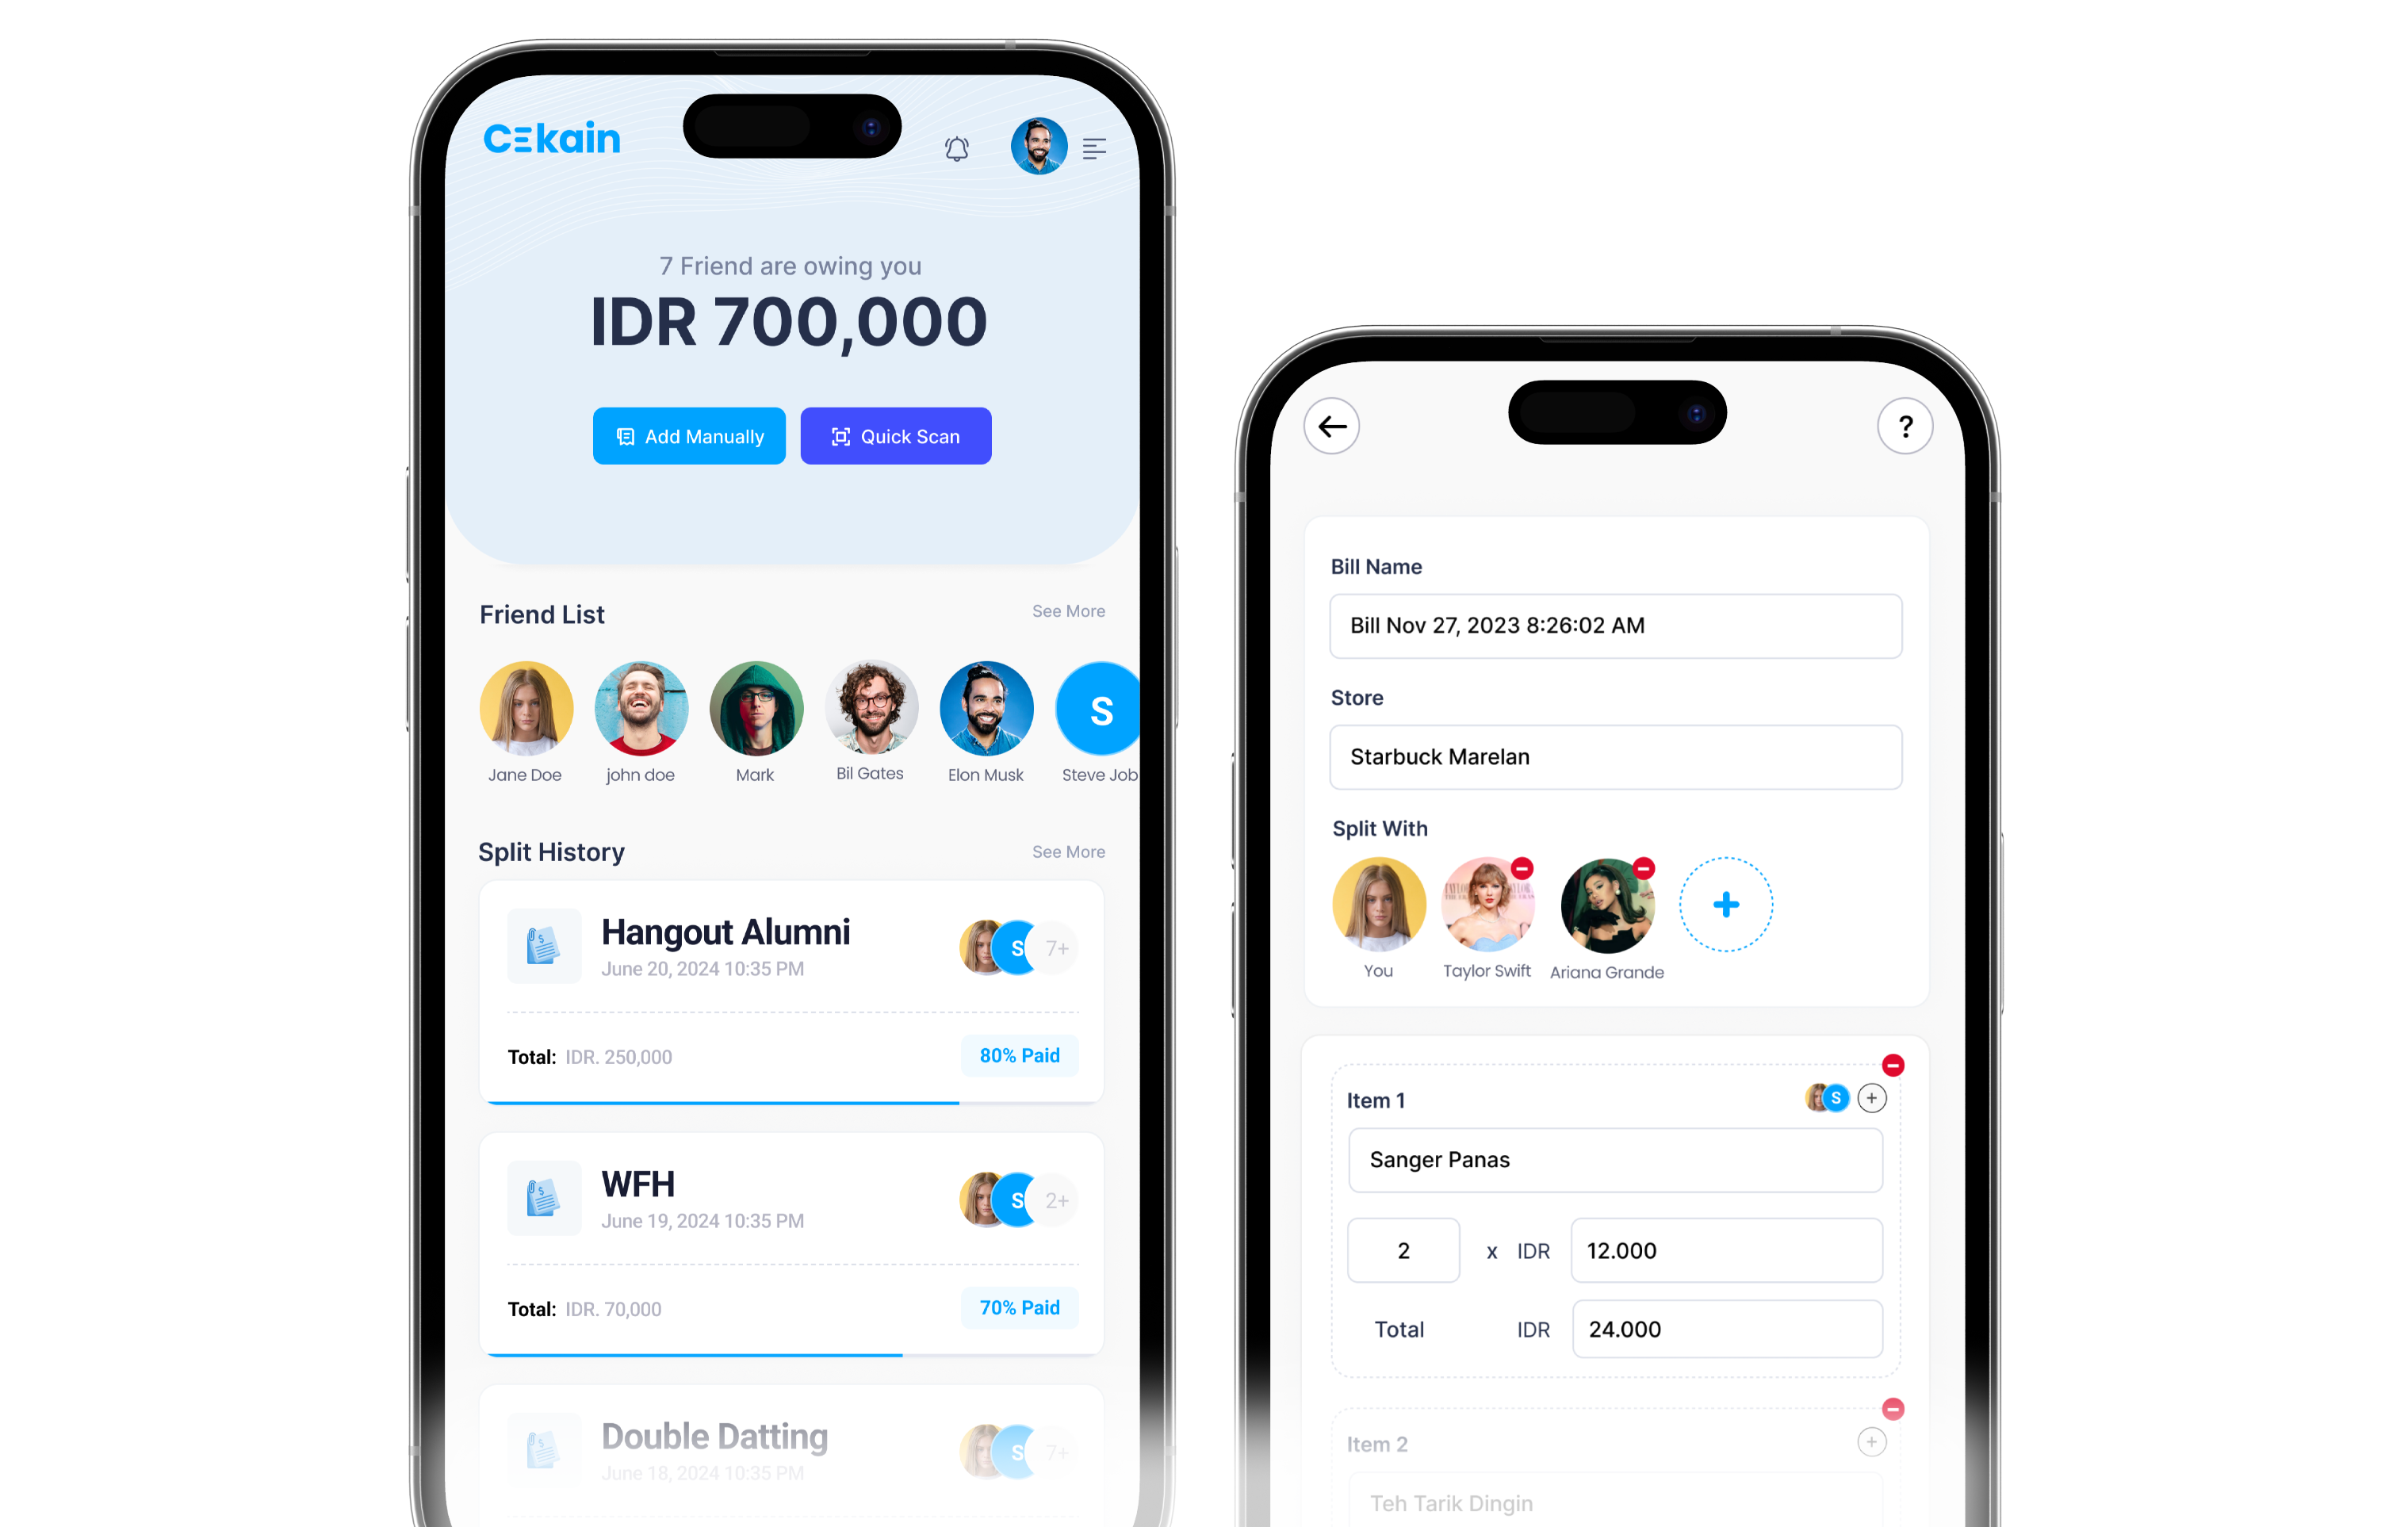 Cekain
7 Friend are owing you
IDR 700,000
Add Manually
Quick Scan
Friend List
See More
S
Jane Doe
john doe
Mark
Bil Gates
Elon Musk
Steve Job
Split History
See More
Hangout Alumni
June 20, 2024 10:35 PM
S
7+
Total: IDR. 250,000
80% Paid
WFH
June 19, 2024 10:35 PM
S
2+
Total: IDR. 70,000
70% Paid
Double Datting
June 18, 2024 10:35 PM
S
7+
?
Bill Name
Bill Nov 27, 2023 8:26:02 AM
Store
Starbuck Marelan
Split With
You
Taylor Swift
Ariana Grande
Item 1
S
Sanger Panas
2 x IDR 12.000
Total IDR 24.000
Item 2
Teh Tarik Dingin